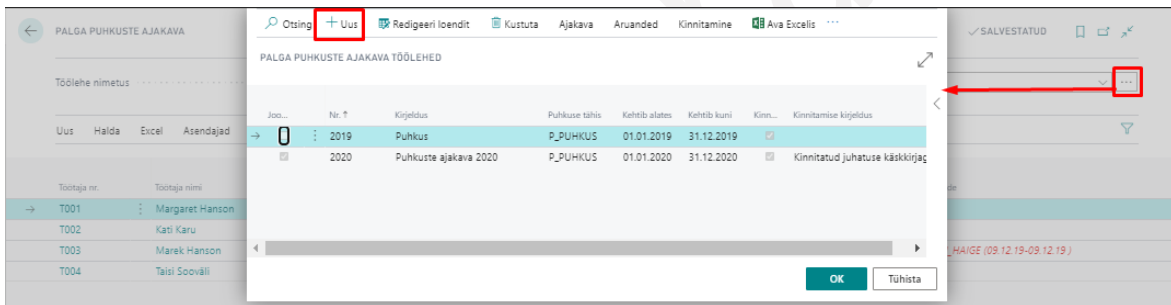 PALGA PUHKUSTE AJAKAVA
Otsing Uus Redigeeri loendit Kustuta Ajakava Aruanded Kinnitamine Ava Excelis ...
SALVESTATUD
PALGA PUHKUSTE AJAKAVA TÖÖLEHED
Töölehe nimetus
Uus Halda Excel Asendajad
Joo... Nr. ↑ Kirjeldus Puhkuse tähis Kehtib alates Kehtib kuni Kinn... Kinnitamise kirjeldus
2019 Puhkus P_PUHKUS 01.01.2019 31.12.2019
2020 Puhkuste ajakava 2020 P_PUHKUS 01.01.2020 31.12.2020 Kinnitatud juhatuse käskkirjag
Töötaja nr. Töötaja nimi
T001 Margaret Hanson
T002 Kati Karu
T003 Marek Hanson _HAIGE (09.12.19-09.12.19 )
T004 Taisi Sooväli
OK Tühista